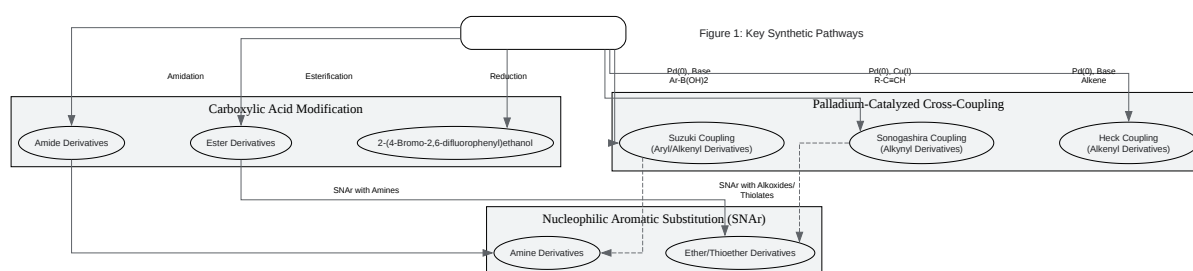 Figure 1: Key Synthetic Pathways
Amidation
Esterification
Reduction
Pd(0), Base
Ar-B(OH)2
Pd(0), Cu(I)
R-C≡CH
Pd(0), Base
Alkene
Carboxylic Acid Modification
Amide Derivatives
Ester Derivatives
2-(4-Bromo-2,6-difluorophenyl)ethanol
Palladium-Catalyzed Cross-Coupling
Suzuki Coupling
(Aryl/Alkenyl Derivatives)
Sonogashira Coupling
(Alkynyl Derivatives)
Heck Coupling
(Alkenyl Derivatives)
SNAr with Amines
SNAr with Alkoxides/
Thiolates
Nucleophilic Aromatic Substitution (SNAr)
Amine Derivatives
Ether/Thioether Derivatives